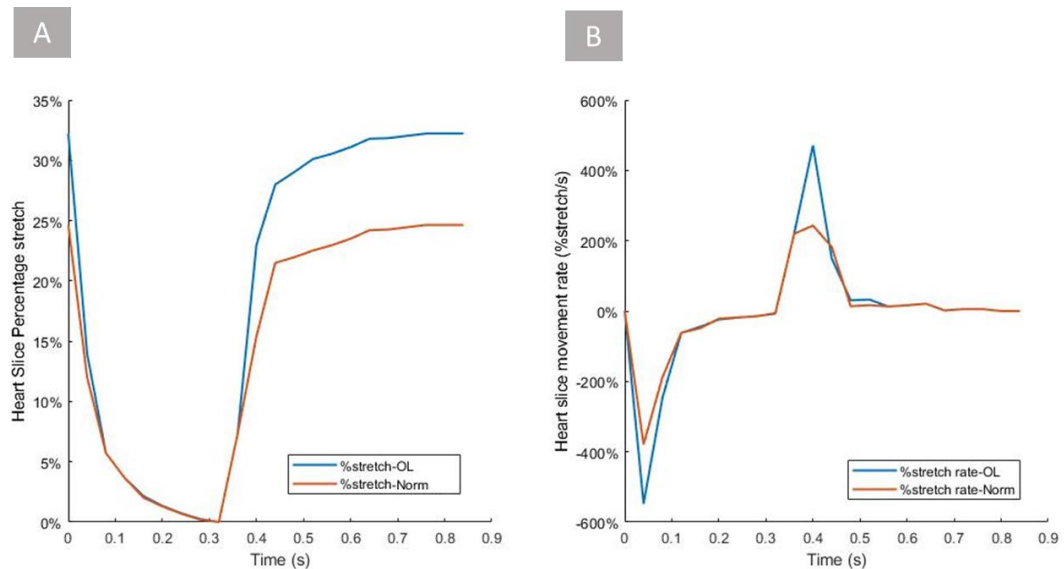 A
B
35%
30%
25%
20%
15%
10%
5%
0%
Heart Slice Percentage stretch
%stretch-OL
%stretch-Norm
0 0.1 0.2 0.3 0.4 0.5 0.6 0.7 0.8 0.9
Time (s)
600%
400%
200%
0%
-200%
-400%
-600%
Heart slice movement rate (%stretch/s)
%stretch rate-OL
%stretch rate-Norm
0 0.1 0.2 0.3 0.4 0.5 0.6 0.7 0.8 0.9
Time (s)